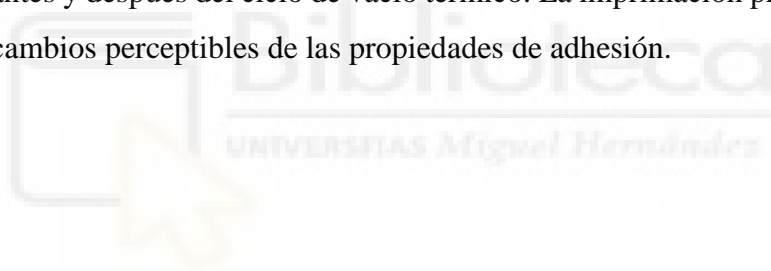 antes y después del ciclo de vacío térmico. La imprimación p
cambios perceptibles de las propiedades de adhesión.
Biblioteca
UNIVERSITAS Miguel Hernández